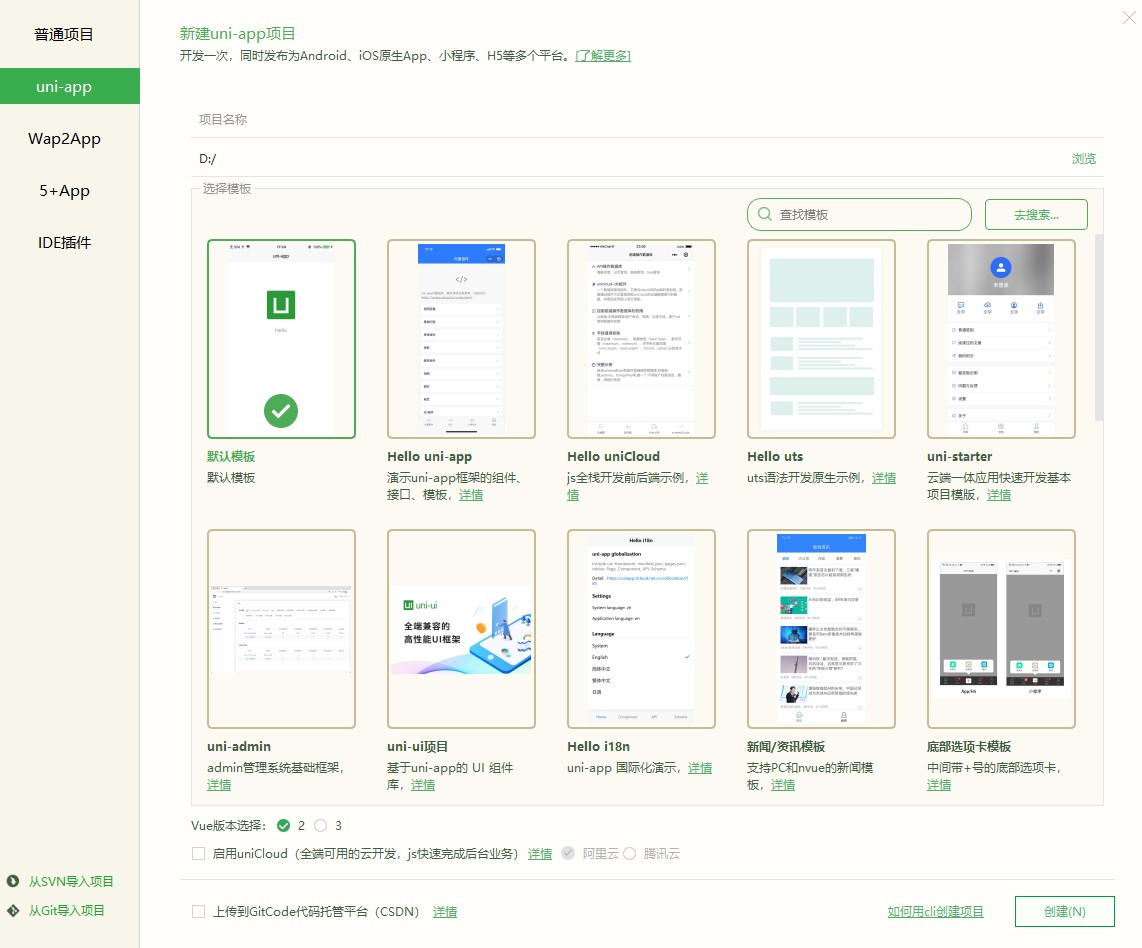 普通项目
uni-app
Wap2App
5+App
IDE插件
从SVN导入项目
从Git导入项目
新建uni-app项目
开发一次，同时发布为Android、iOS原生App、小程序、H5等多个平台。[了解更多]
项目名称
D:/
浏览
选择模板
查找模板
去搜索...
uni-app
Hello
默认模板
默认模板
Hello uni-app
演示uni-app框架的组件、
接口、模板，详情
Hello uniCloud
js全栈开发前后端示例，详
情
Hello uts
uts语法开发原生示例，详情
uni-starter
云端一体应用快速开发基本
项目模版，详情
uni-admin
admin管理系统基础框架，
详情
uni-ui
全端兼容的
高性能UI框架
uni-ui项目
基于uni-app的 UI 组件
库，详情
Hello i18n
uni-app globalization
Settings
System language: zh
Application language: en
Language
System
English
简体中文
繁体中文
日语
Home
Component
API
Schema
Hello i18n
uni-app 国际化演示，详情
新闻/资讯模板
支持PC和nvue的新闻模
板，详情
App/H5
小程序
底部选项卡模板
中间带+号的底部选项卡，
详情
Vue版本选择： 2 3
启用uniCloud（全端可用的云开发，js快速完成后台业务） 详情 阿里云 腾讯云
上传到GitCode代码托管平台（CSDN） 详情
如何用cli创建项目
创建(N)